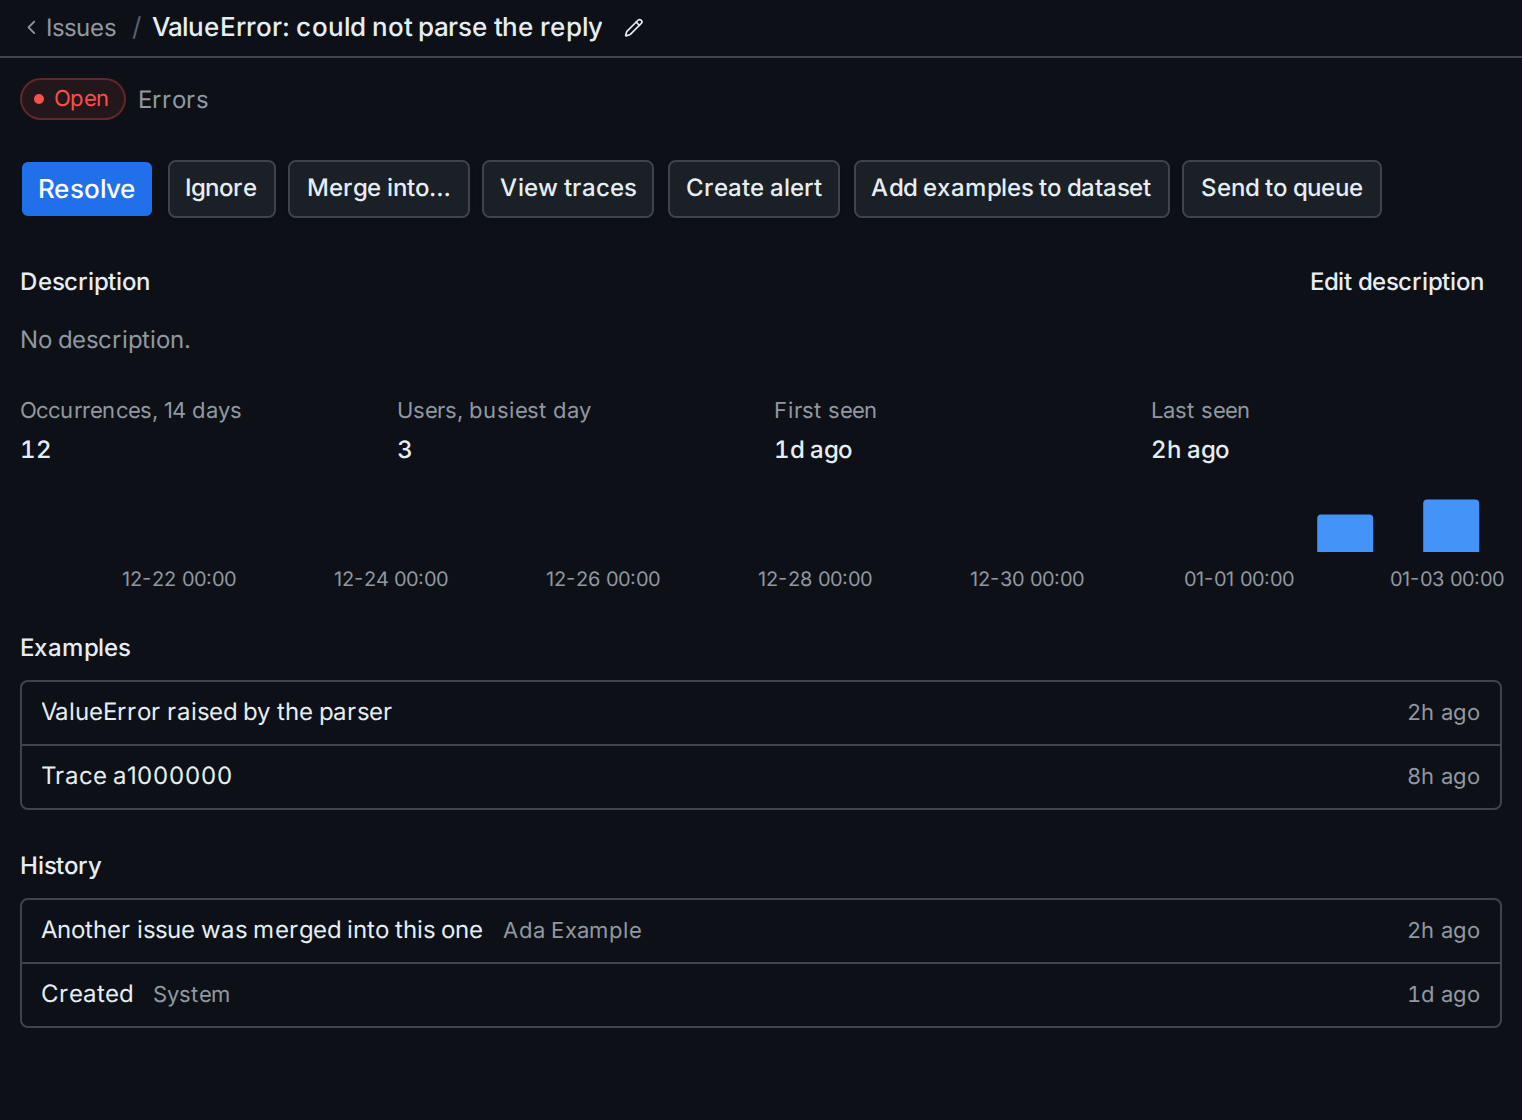 Issues / ValueError: could not parse the reply
Open Errors
Resolve Ignore Merge into... View traces Create alert Add examples to dataset Send to queue
Description Edit description
No description.
Occurrences, 14 days Users, busiest day First seen Last seen
12 3 1d ago 2h ago
12-22 00:00 12-24 00:00 12-26 00:00 12-28 00:00 12-30 00:00 01-01 00:00 01-03 00:00
Examples
ValueError raised by the parser 2h ago
Trace a1000000 8h ago
History
Another issue was merged into this one Ada Example 2h ago
Created System 1d ago